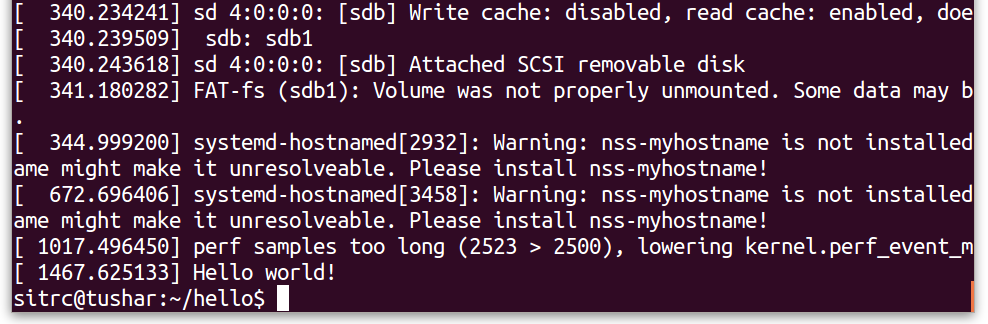 [  340.234241] sd 4:0:0:0: [sdb] Write cache: disabled, read cache: enabled, doe
[  340.239509]  sdb: sdb1
[  340.243618] sd 4:0:0:0: [sdb] Attached SCSI removable disk
[  341.180282] FAT-fs (sdb1): Volume was not properly unmounted. Some data may b
.
[  344.999200] systemd-hostnamed[2932]: Warning: nss-myhostname is not installed
ame might make it unresolveable. Please install nss-myhostname!
[  672.696406] systemd-hostnamed[3458]: Warning: nss-myhostname is not installed
ame might make it unresolveable. Please install nss-myhostname!
[ 1017.496450] perf samples too long (2523 > 2500), lowering kernel.perf_event_m
[ 1467.625133] Hello world!
sitrc@tushar:~/hello$